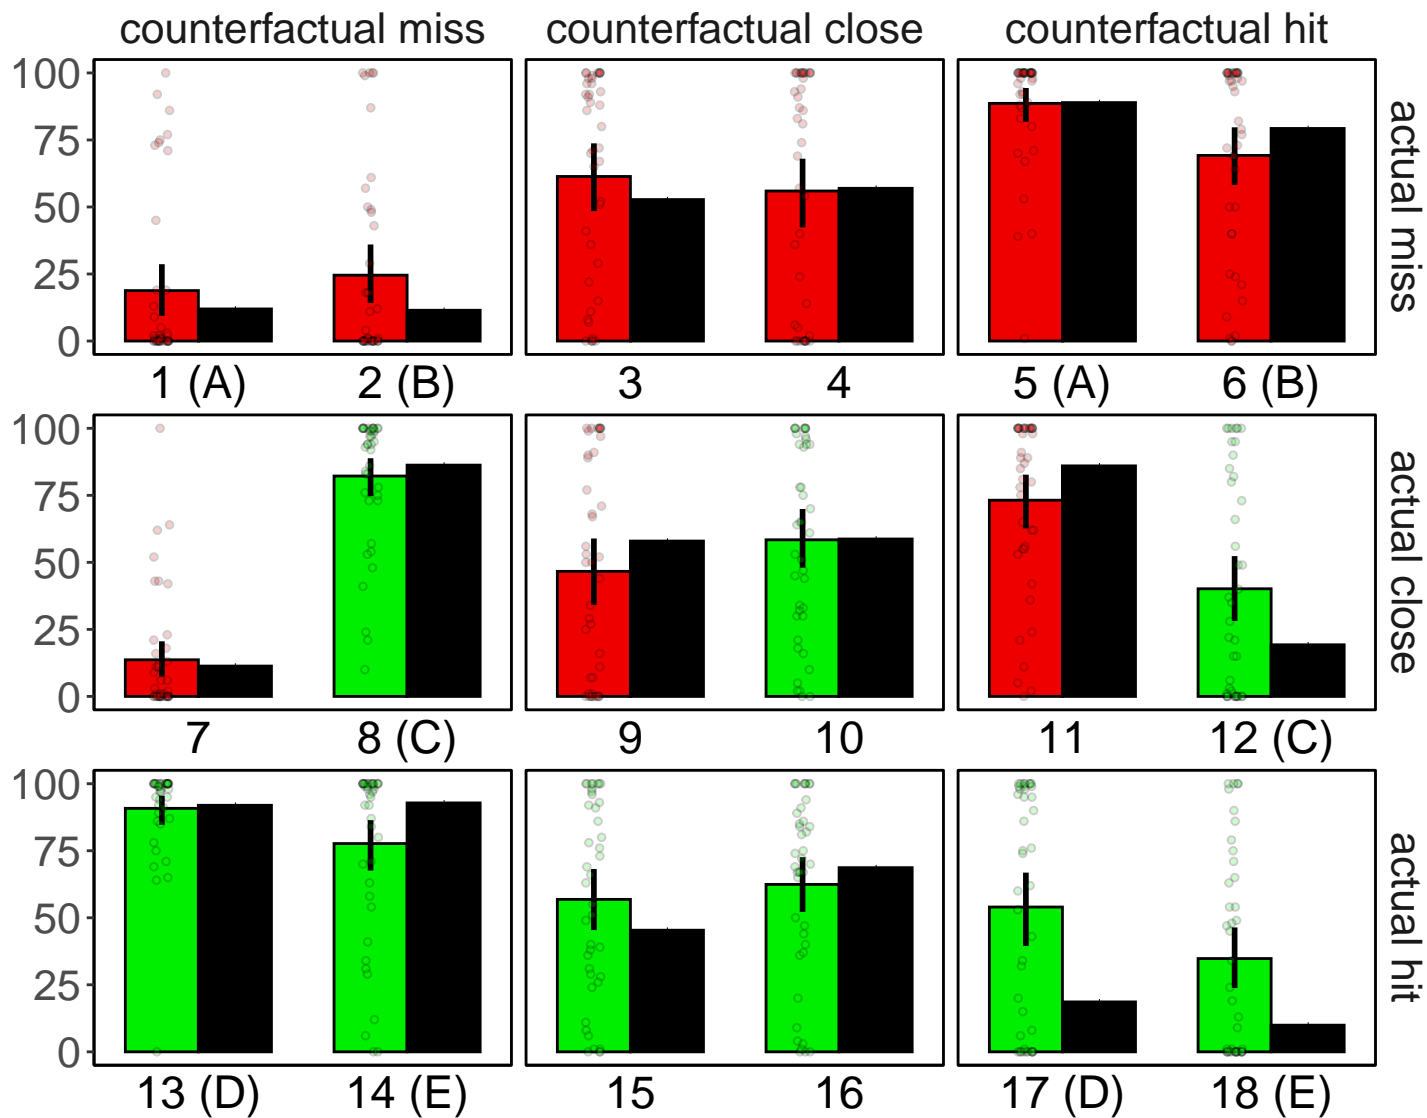 counterfactual miss counterfactual close counterfactual hit
100
75
50
25
0
actual miss
1 (A) 2 (B) 3 4 5 (A) 6 (B)
100
75
50
25
0
actual close
7 8 (C) 9 10 11 12 (C)
100
75
50
25
0
actual hit
13 (D) 14 (E) 15 16 17 (D) 18 (E)